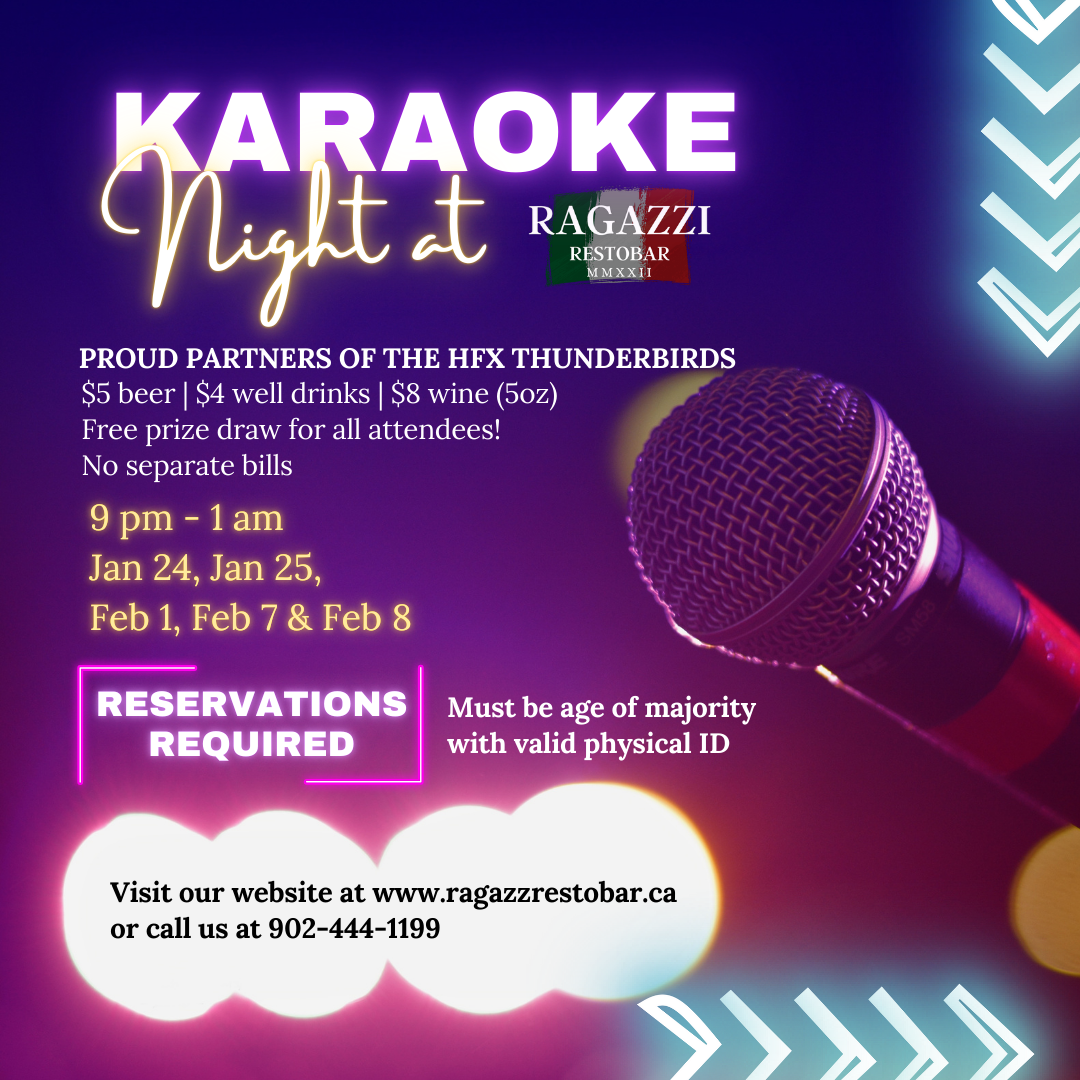 KARAOKE
Night at
RAGAZZI
RESTOBAR
MMXXII
PROUD PARTNERS OF THE HFX THUNDERBIRDS
$5 beer | $4 well drinks | $8 wine (5oz)
Free prize draw for all attendees!
No separate bills
9 pm - 1 am
Jan 24, Jan 25,
Feb 1, Feb 7 & Feb 8
RESERVATIONS
REQUIRED
Must be age of majority
with valid physical ID
Visit our website at www.ragazzrestobar.ca
or call us at 902-444-1199